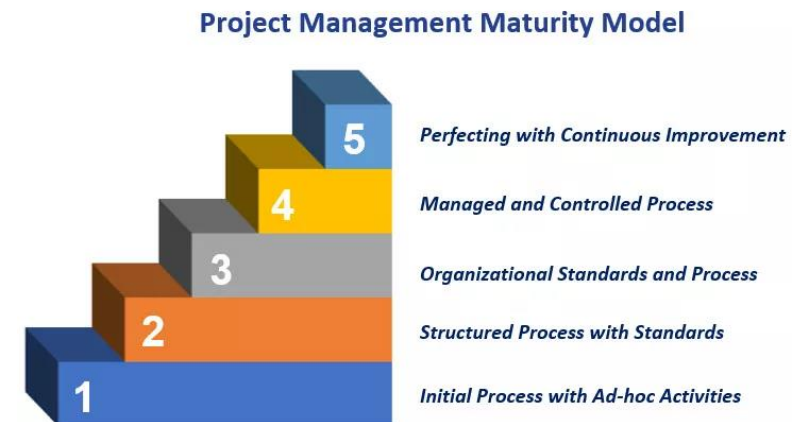 Project Management Maturity Model
5 Perfecting with Continuous Improvement
4 Managed and Controlled Process
3 Organizational Standards and Process
2 Structured Process with Standards
1 Initial Process with Ad-hoc Activities